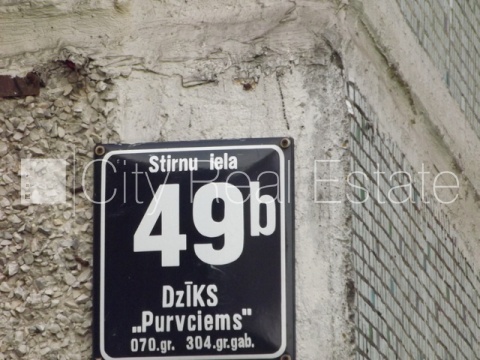 Stirnu iela
49b
DZĪKS
„Purvciems"
070.gr. 304.gr.gab.
City Real Estate